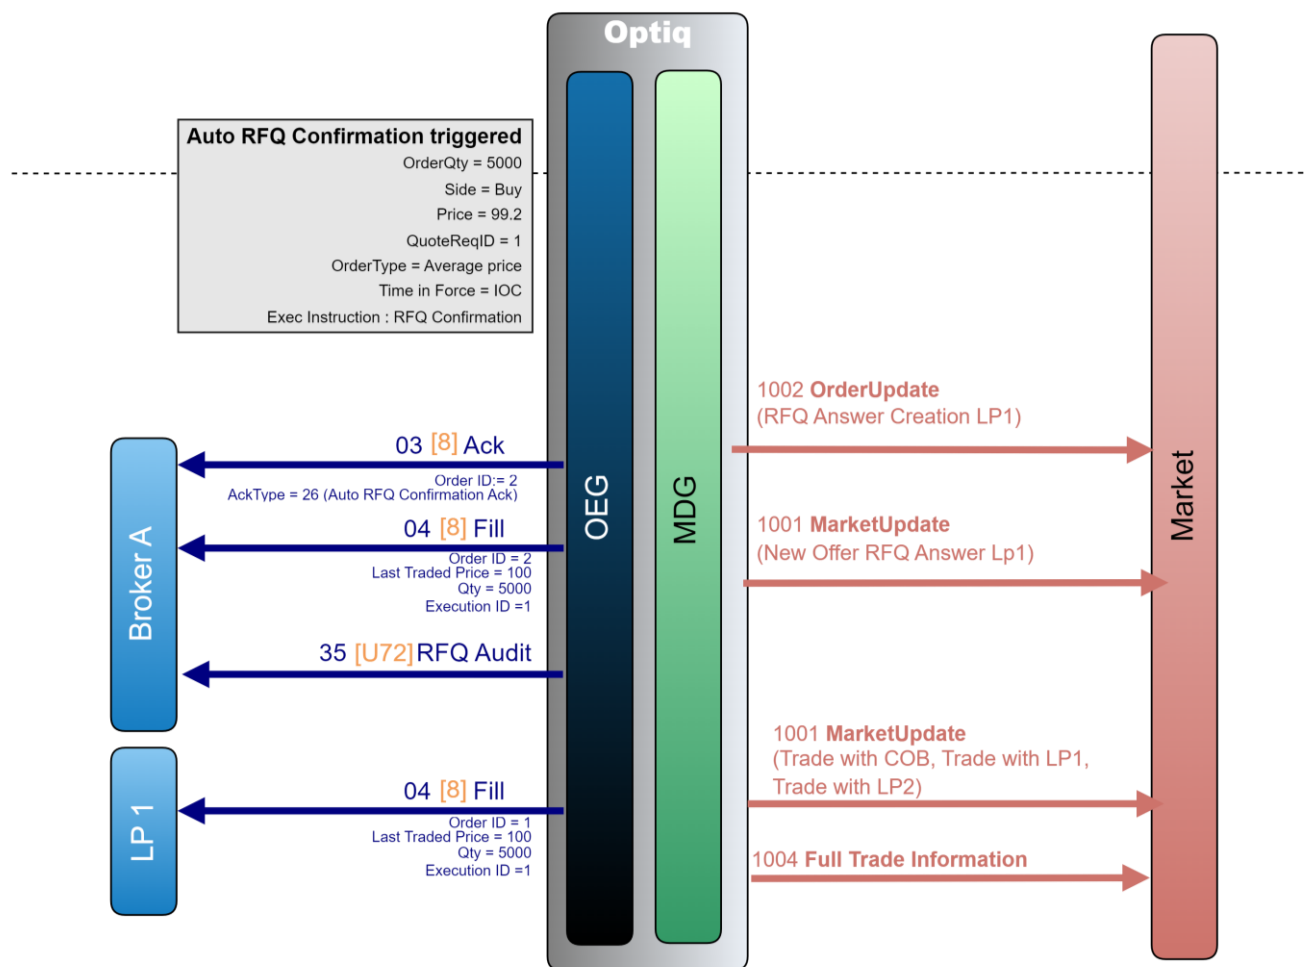 Optiq
Auto RFQ Confirmation triggered
OrderQty = 5000
Side = Buy
Price = 99.2
QuoteReqID = 1
OrderType = Average price
Time in Force = IOC
Exec Instruction : RFQ Confirmation
OEG
MDG
Market
Broker A
LP 1
03 [8] Ack
Order ID:= 2
AckType = 26 (Auto RFQ Confirmation Ack)
04 [8] Fill
Order ID = 2
Last Traded Price = 100
Qty = 5000
Execution ID =1
35 [U72] RFQ Audit
04 [8] Fill
Order ID = 1
Last Traded Price = 100
Qty = 5000
Execution ID =1
1002 OrderUpdate
(RFQ Answer Creation LP1)
1001 MarketUpdate
(New Offer RFQ Answer Lp1)
1001 MarketUpdate
(Trade with COB, Trade with LP1,
Trade with LP2)
1004 Full Trade Information